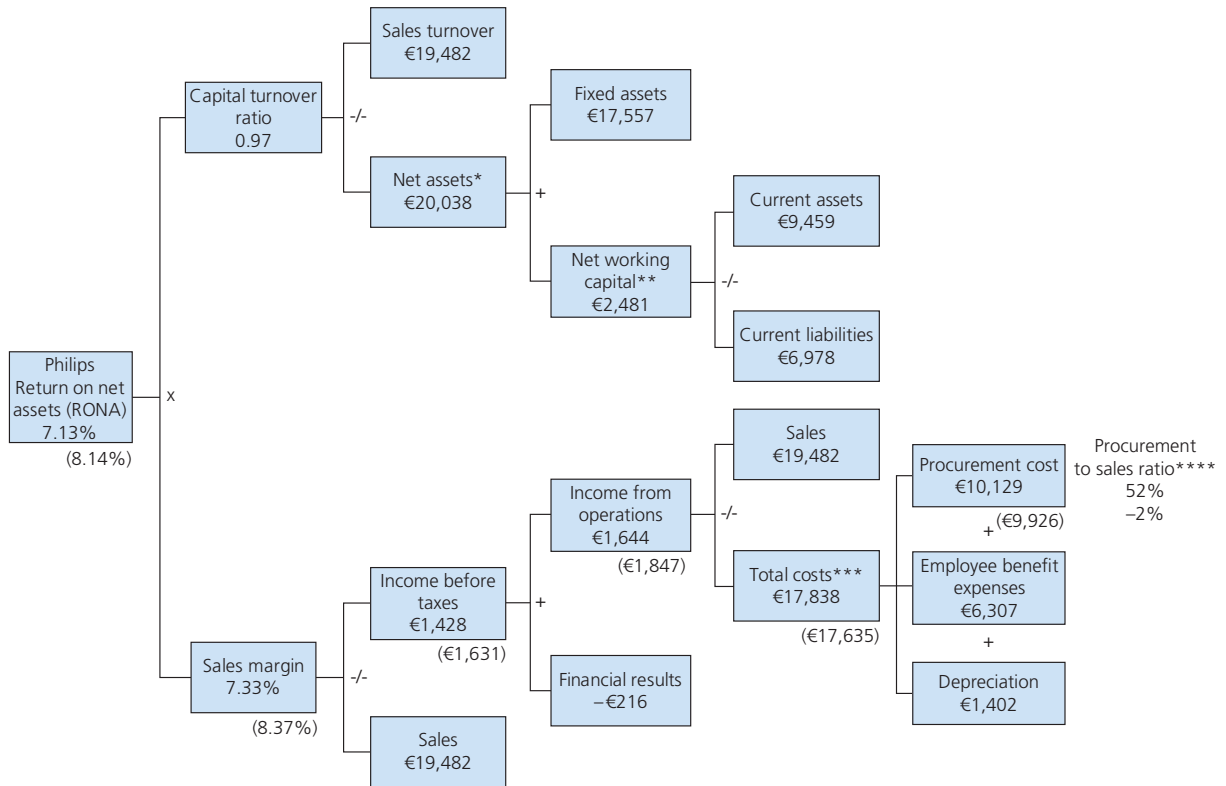 Sales turnover
€19,482
Capital turnover
ratio
0.97
-/-
Fixed assets
€17,557
Net assets*
€20,038
+
Current assets
€9,459
Net working
capital**
€2,481
-/-
Current liabilities
€6,978
Philips
Return on net
assets (RONA)
7.13%
(8.14%)
x
Sales
€19,482
Procurement cost
€10,129
(€9,926)
Procurement
to sales ratio****
52%
–2%
Income from
operations
€1,644
(€1,847)
-/-
+
Total costs***
€17,838
(€17,635)
Employee benefit
expenses
€6,307
+
Income before
taxes
€1,428
(€1,631)
+
Sales margin
7.33%
(8.37%)
-/-
Financial results
–€216
Depreciation
€1,402
Sales
€19,482